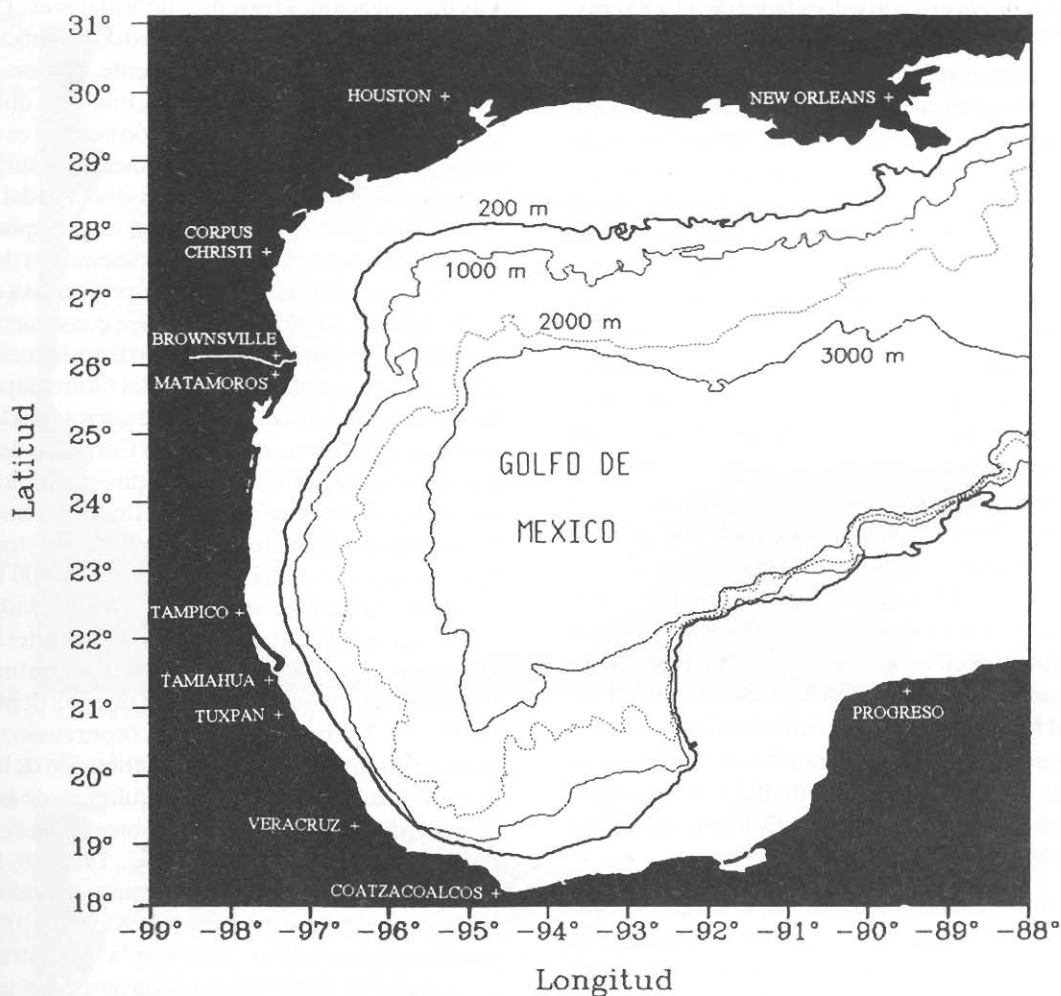 31°
30°
29°
28°
27°
26°
25°
24°
23°
22°
21°
20°
19°
18°
Latitud
HOUSTON +
NEW ORLEANS +
200 m
CORPUS
CHRISTI +
1000 m
2000 m
BROWNSVILLE +
3000 m
MATAMOROS +
GOLFO DE
MEXICO
TAMPICO +
TAMIAHUA +
TUXPAN +
+
PROGRESO
VERACRUZ +
COATZACOALCOS +
-99° -98° -97° -96° -95° -94° -93° -92° -91° -90° -89° -88°
Longitud